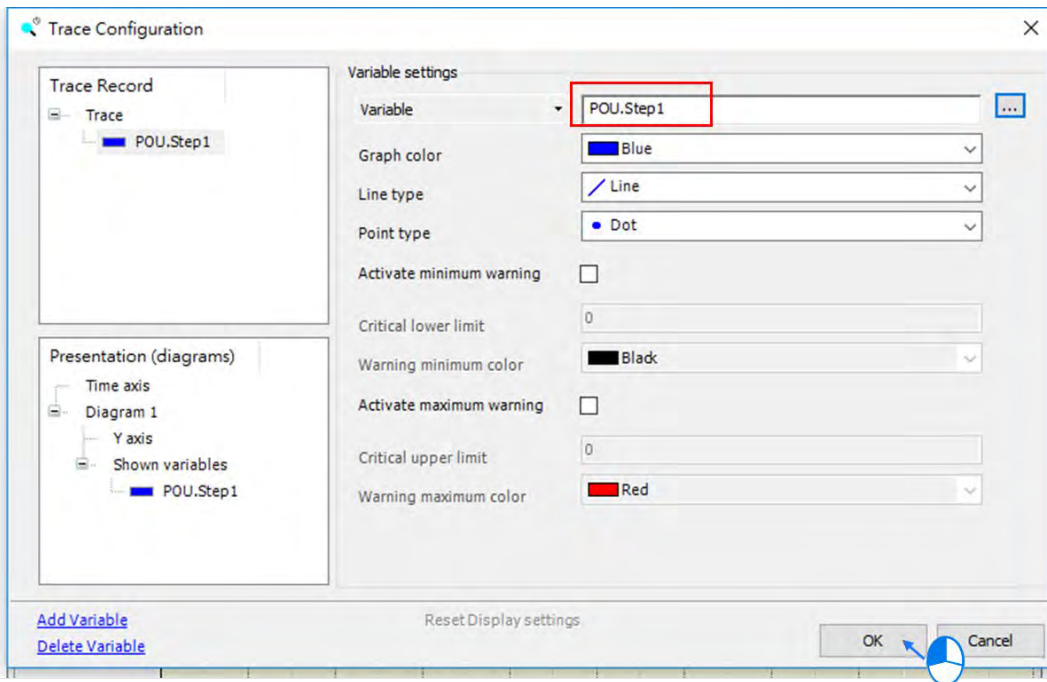 Trace Configuration
Trace Record
Trace
POU.Step1
Presentation (diagrams)
Time axis
Diagram 1
Y axis
Shown variables
POU.Step1
Variable settings
Variable POU.Step1 ...
Graph color Blue
Line type Line
Point type Dot
Activate minimum warning
Critical lower limit 0
Warning minimum color Black
Activate maximum warning
Critical upper limit 0
Warning maximum color Red
Add Variable
Delete Variable
Reset Display settings
OK Cancel